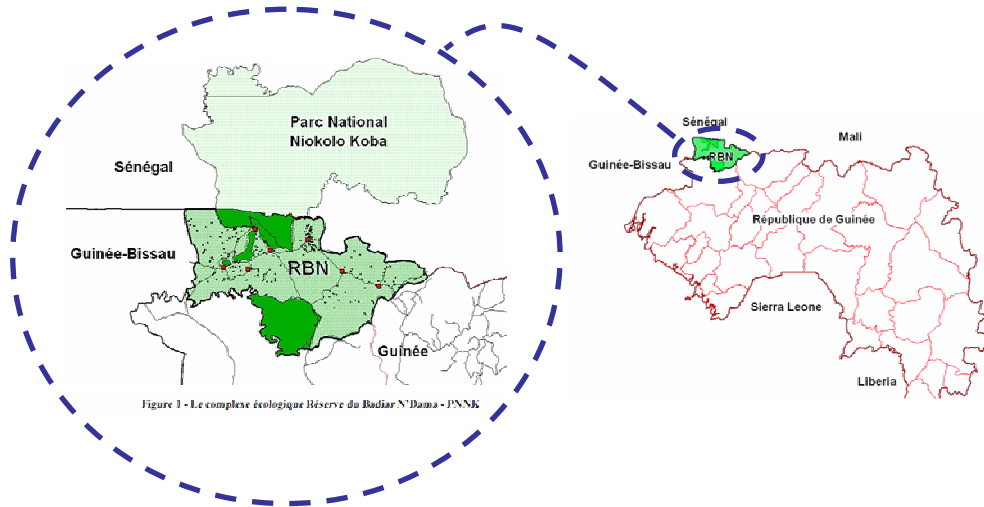 Parc National
Niokolo Koba
Sénégal
Guinée-Bissau
RBN
Guinée
Figure 1 - Le complexe écologique Réserve du Badiar N'Dama - PNNK
Sénégal
Mali
RBN
Guinée-Bissau
République de Guinée
Sierra Leone
Liberia